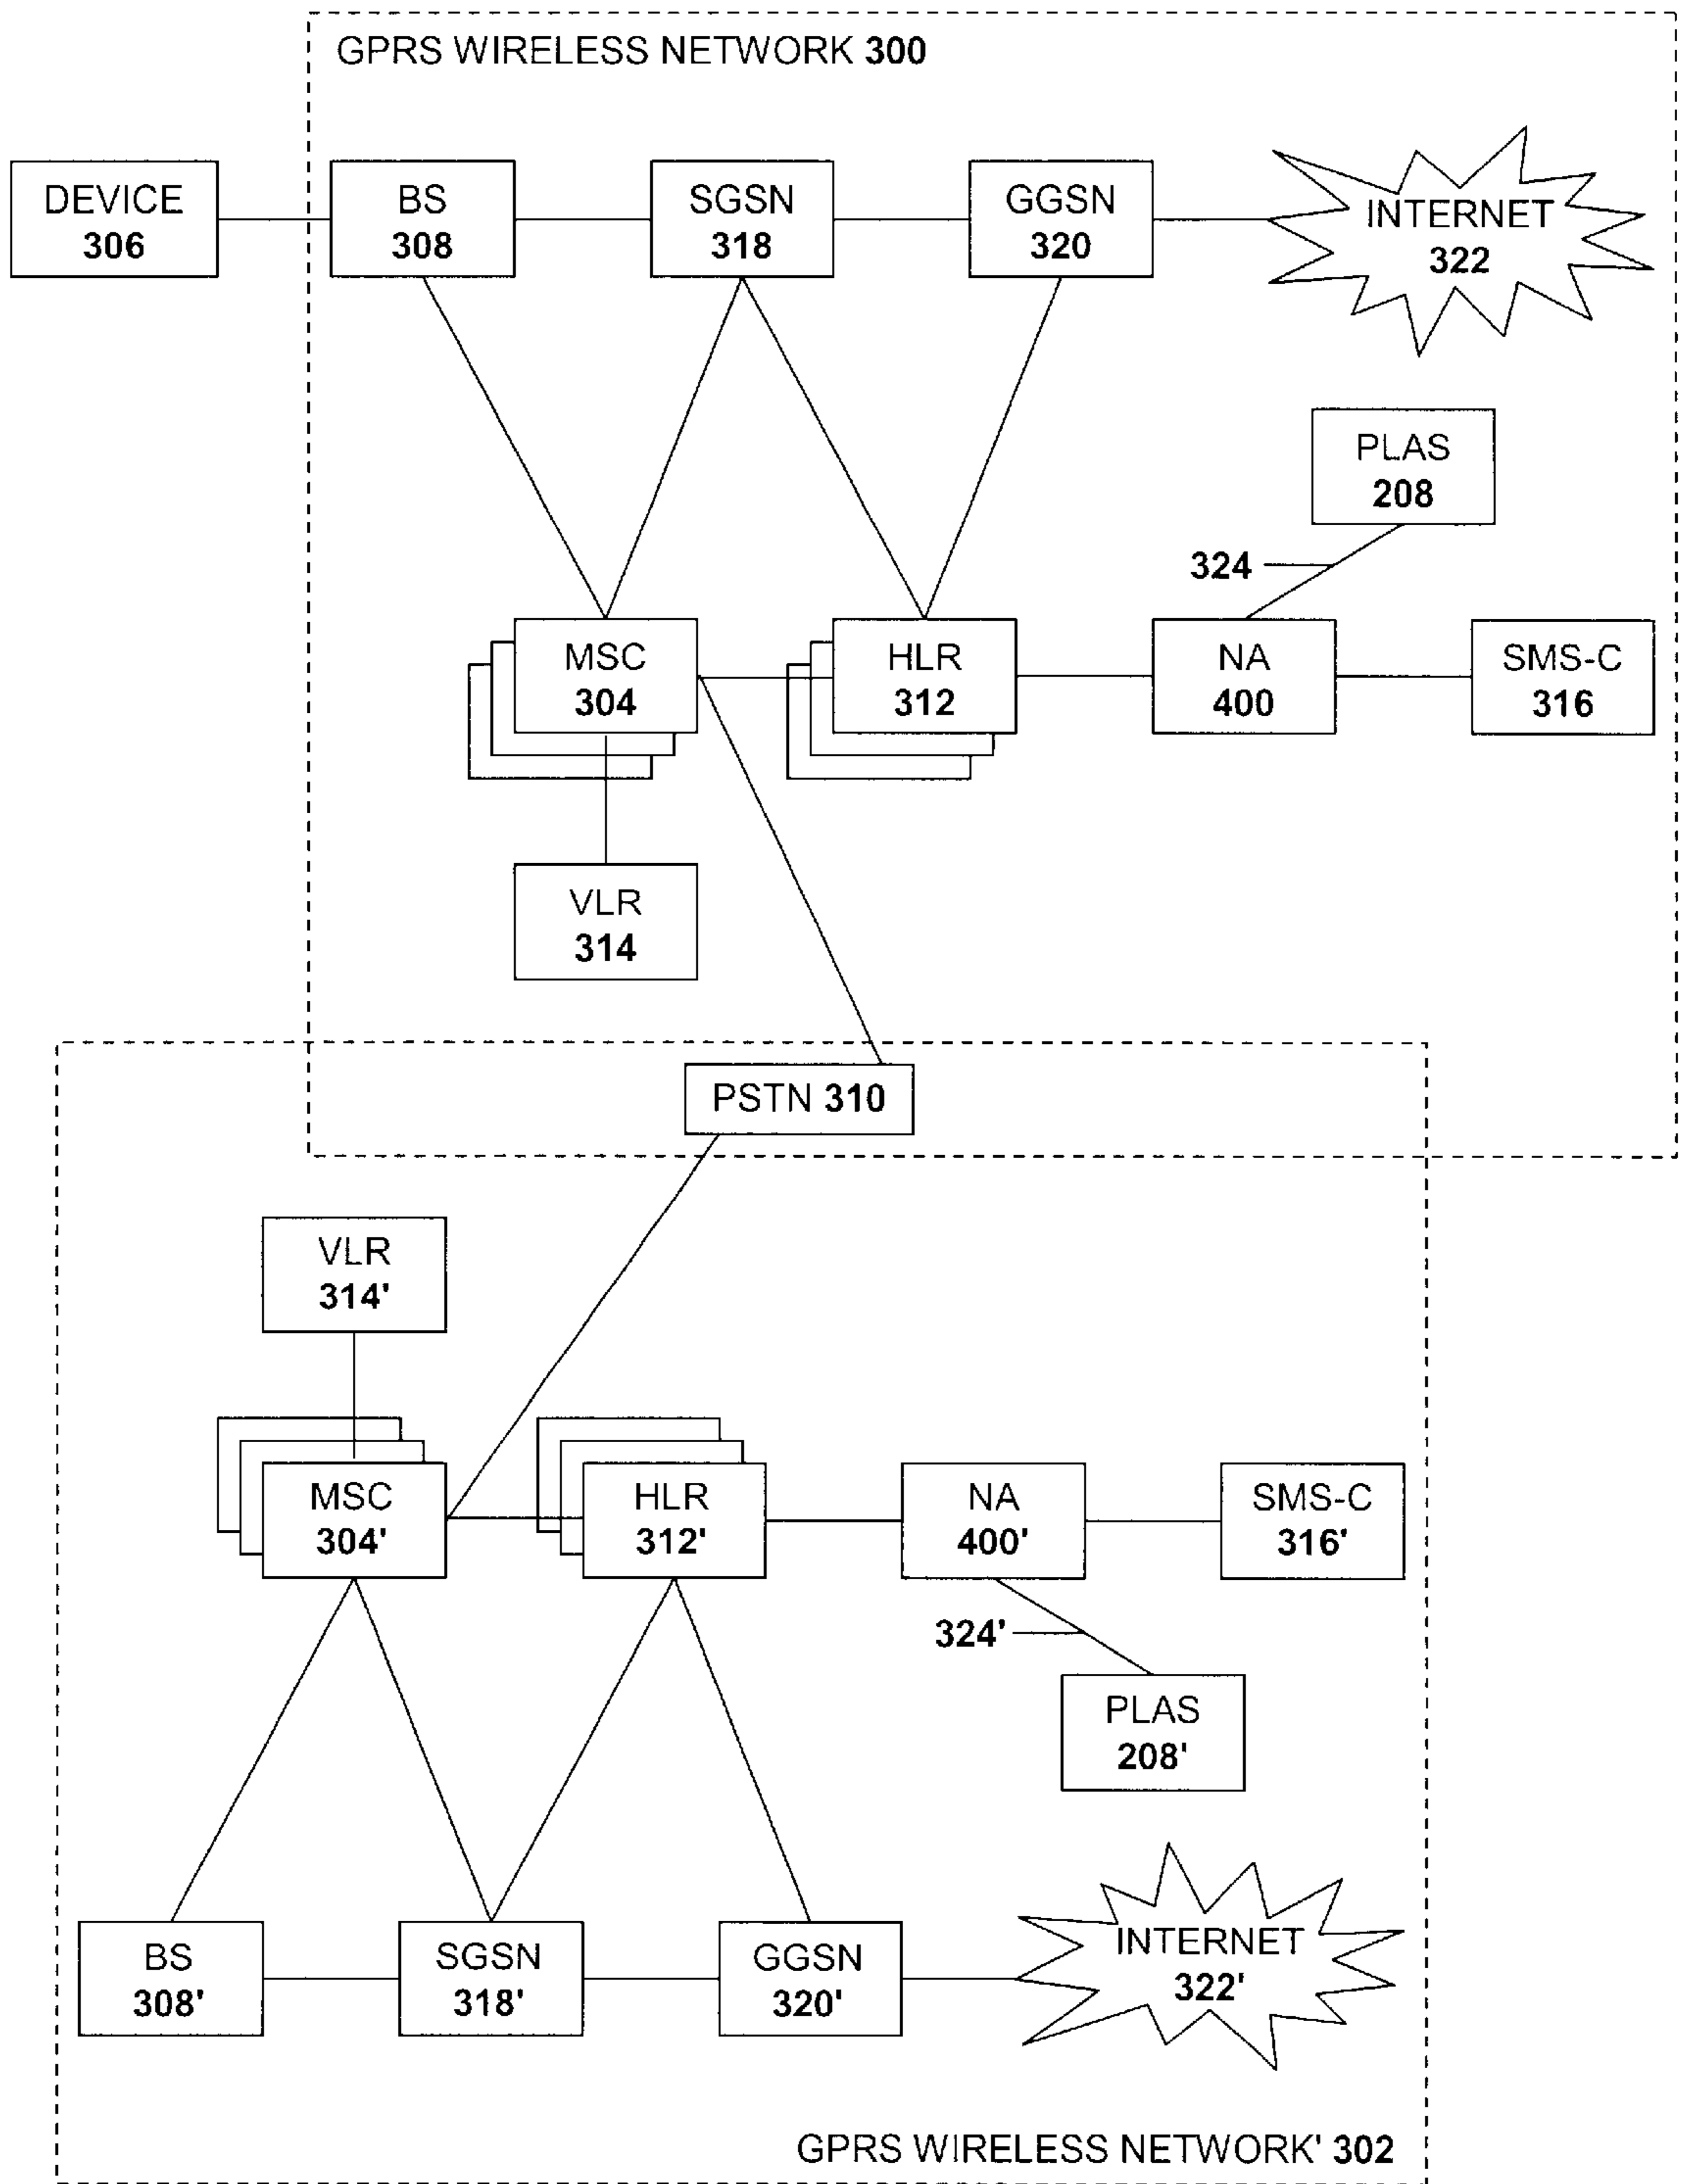 GPRS WIRELESS NETWORK 300
DEVICE
306
BS
308
SGSN
318
GGSN
320
INTERNET
322
PLAS
208
324
MSC
304
HLR
312
NA
400
SMS-C
316
VLR
314
PSTN 310
VLR
314'
MSC
304'
HLR
312'
NA
400'
SMS-C
316'
324'
PLAS
208'
BS
308'
SGSN
318'
GGSN
320'
INTERNET
322'
GPRS WIRELESS NETWORK' 302